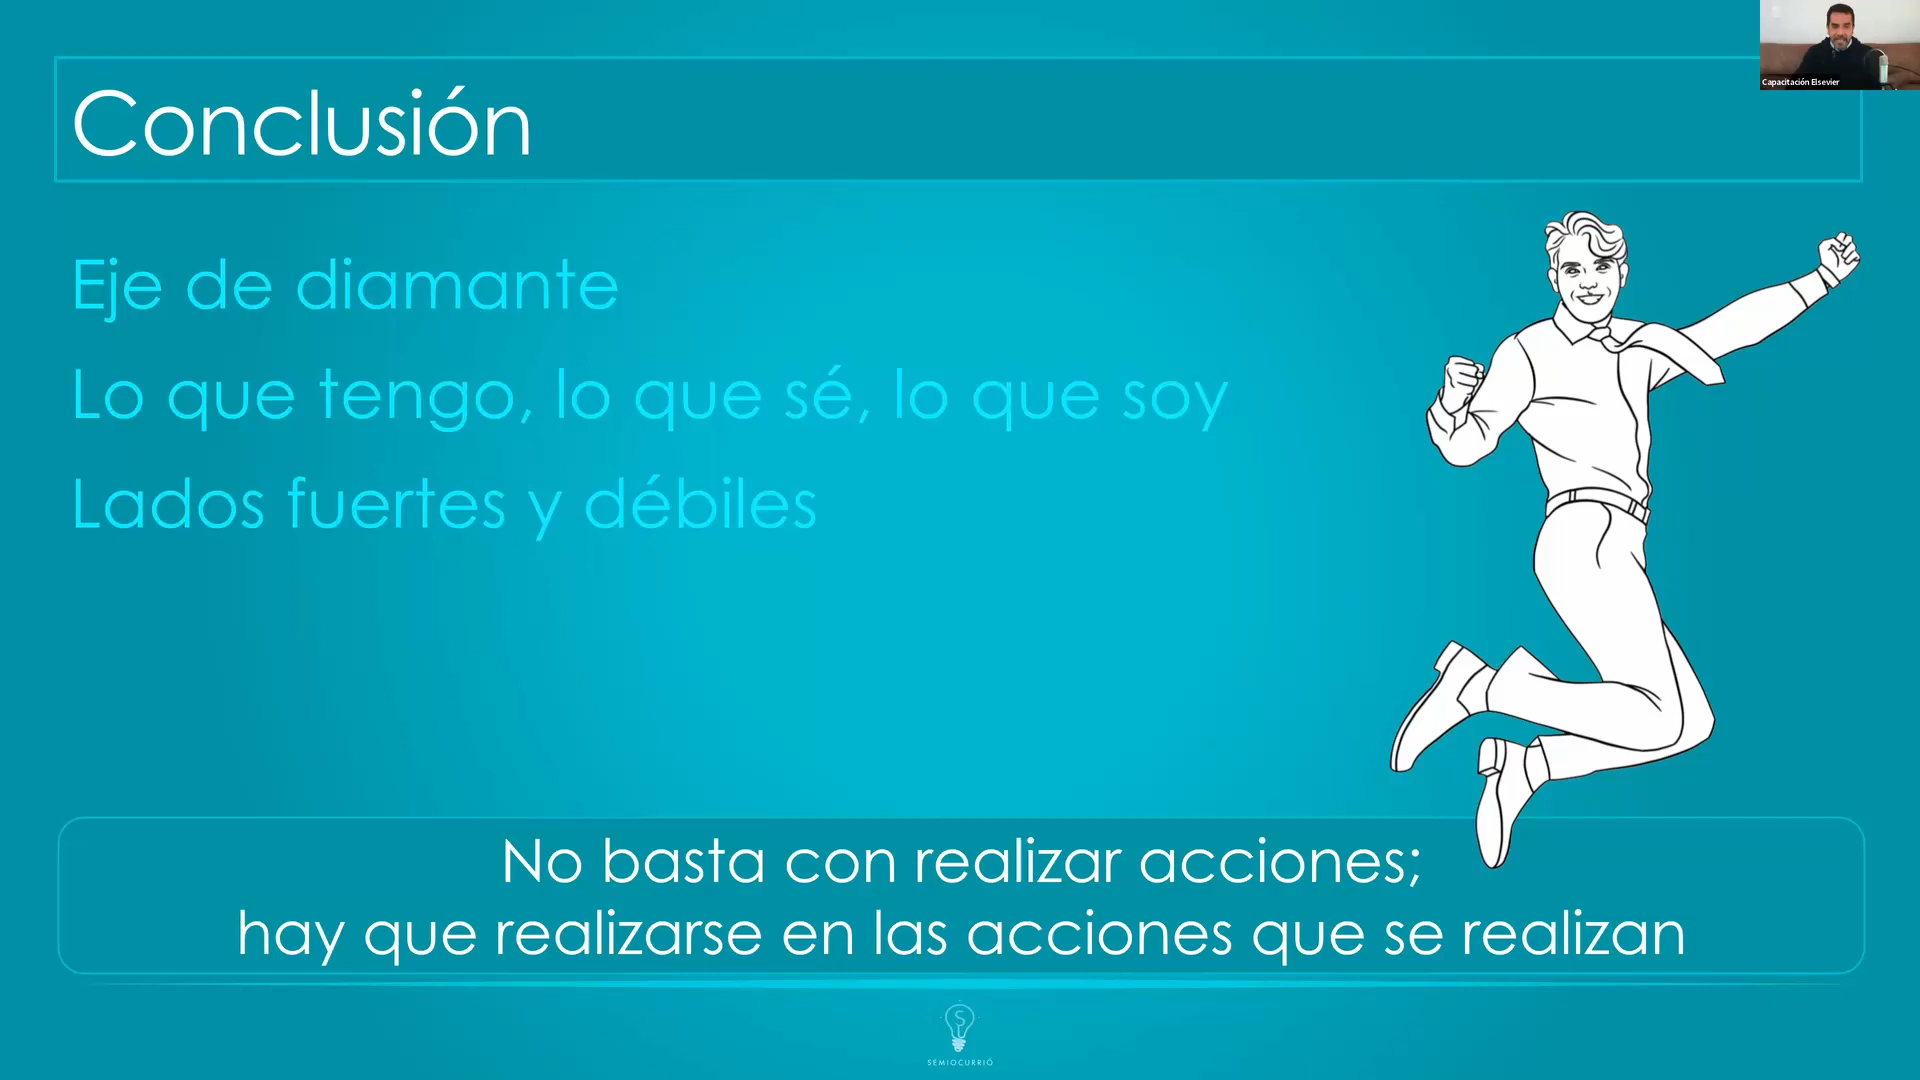 Capacitación Elsevier
Conclusión
Eje de diamante
Lo que tengo, lo que sé, lo que soy
Lados fuertes y débiles
No basta con realizar acciones;
hay que realizarse en las acciones que se realizan
S
SEMIOCURRIÓ